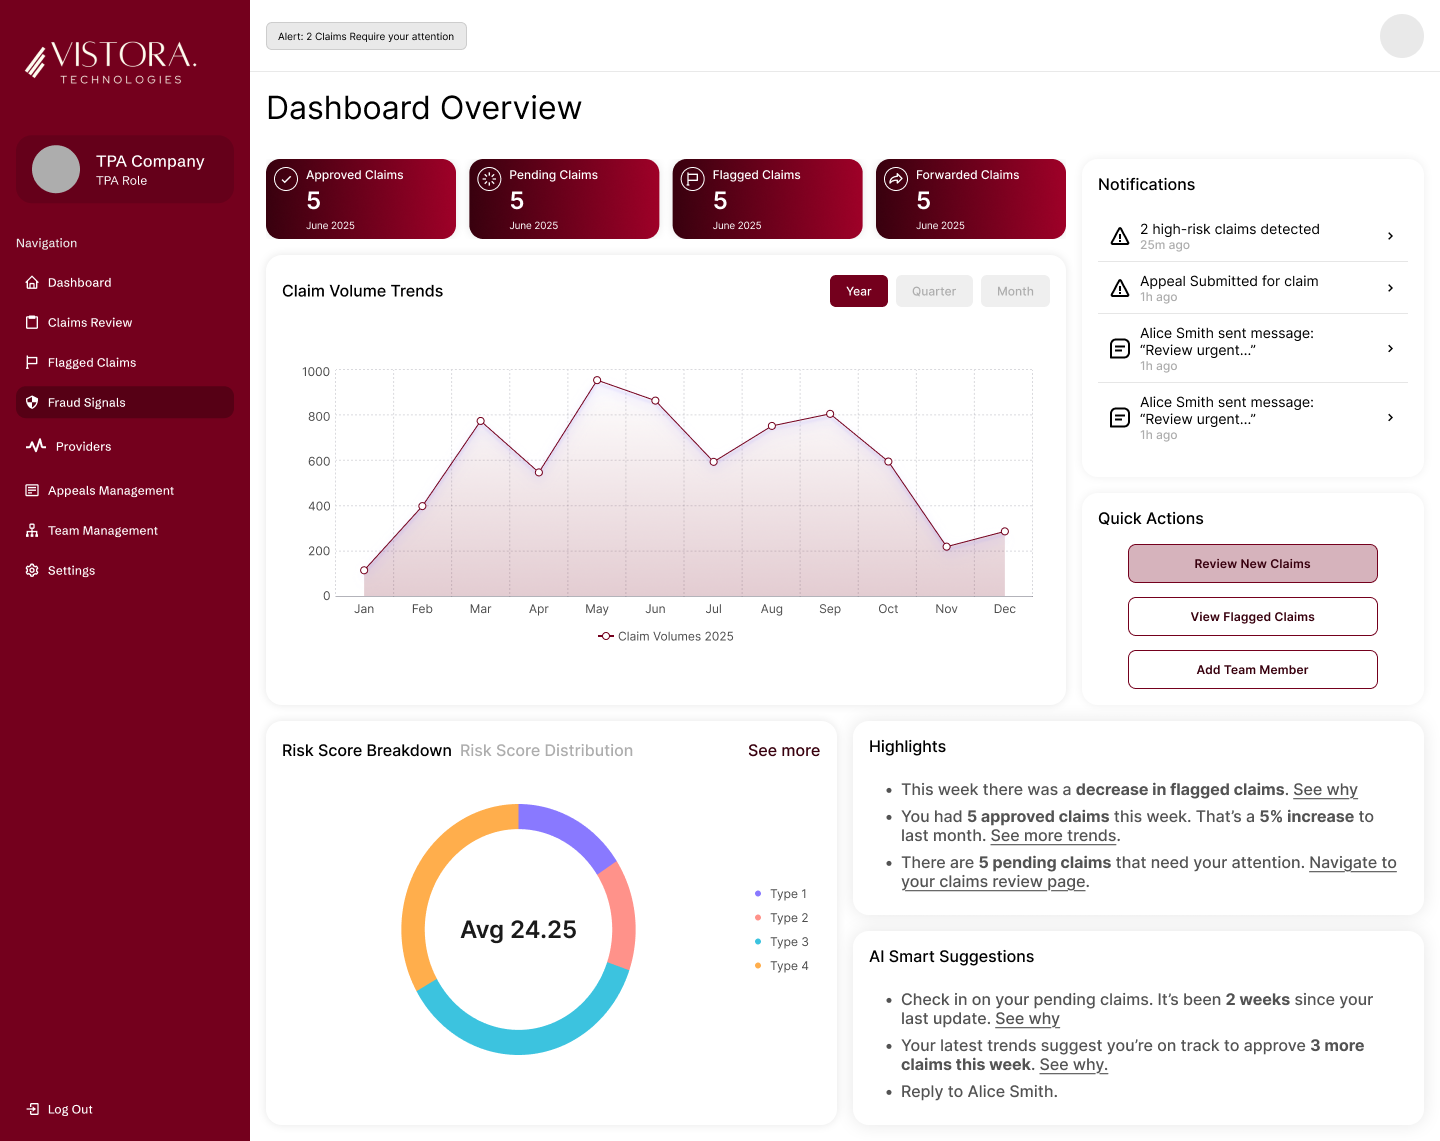 VISTORA.
TECHNOLOGIES
TPA Company
TPA Role
Navigation
Dashboard
Claims Review
Flagged Claims
Fraud Signals
Providers
Appeals Management
Team Management
Settings
Log Out
Alert: 2 Claims Require your attention
Dashboard Overview
Approved Claims
5
June 2025
Pending Claims
5
June 2025
Flagged Claims
5
June 2025
Forwarded Claims
5
June 2025
Claim Volume Trends
Year
Quarter
Month
1000
800
600
400
200
0
Jan Feb Mar Apr May Jun Jul Aug Sep Oct Nov Dec
Claim Volumes 2025
Notifications
2 high-risk claims detected
25m ago
Appeal Submitted for claim
1h ago
Alice Smith sent message:
“Review urgent...”
1h ago
Alice Smith sent message:
“Review urgent...”
1h ago
Quick Actions
Review New Claims
View Flagged Claims
Add Team Member
Risk Score Breakdown Risk Score Distribution See more
Avg 24.25
Type 1
Type 2
Type 3
Type 4
Highlights
• This week there was a decrease in flagged claims. See why
• You had 5 approved claims this week. That’s a 5% increase to
last month. See more trends.
• There are 5 pending claims that need your attention. Navigate to
your claims review page.
AI Smart Suggestions
• Check in on your pending claims. It’s been 2 weeks since your
last update. See why
• Your latest trends suggest you’re on track to approve 3 more
claims this week. See why.
• Reply to Alice Smith.